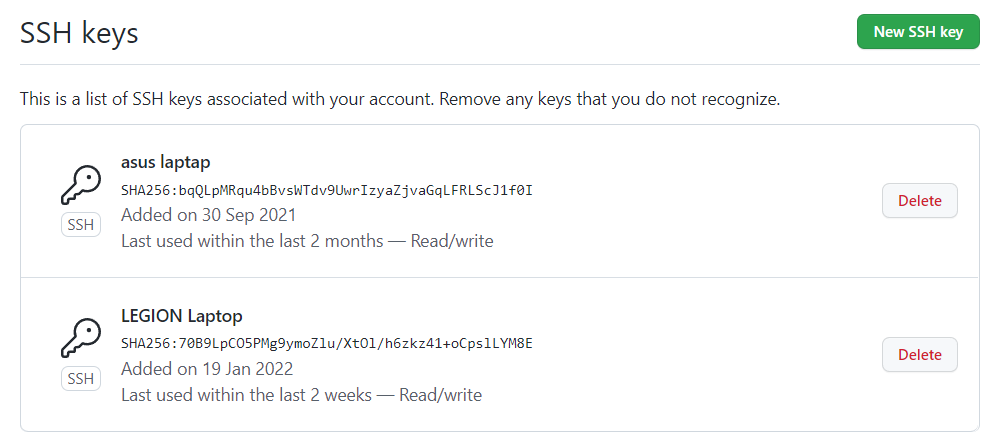 SSH keys
New SSH key
This is a list of SSH keys associated with your account. Remove any keys that you do not recognize.
asus laptap
SHA256:bqQLpMRqu4bBvsWTdv9UwrIzyaZjvaGqLFRLScJ1f0I
Added on 30 Sep 2021
Last used within the last 2 months — Read/write
SSH
Delete
LEGION Laptop
SHA256:70B9LpCO5PMg9ymoZlu/XtOl/h6zkz41+oCpslLYM8E
Added on 19 Jan 2022
Last used within the last 2 weeks — Read/write
SSH
Delete